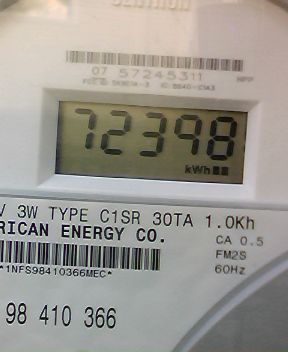 CENTRON
07 57245311
72398
kWh
V 3W TYPE C1SR 30TA 1.0Kh
RICAN ENERGY CO.
CA 0.5
FM2S
60Hz
*1NFS98410366MEC*
98 410 366